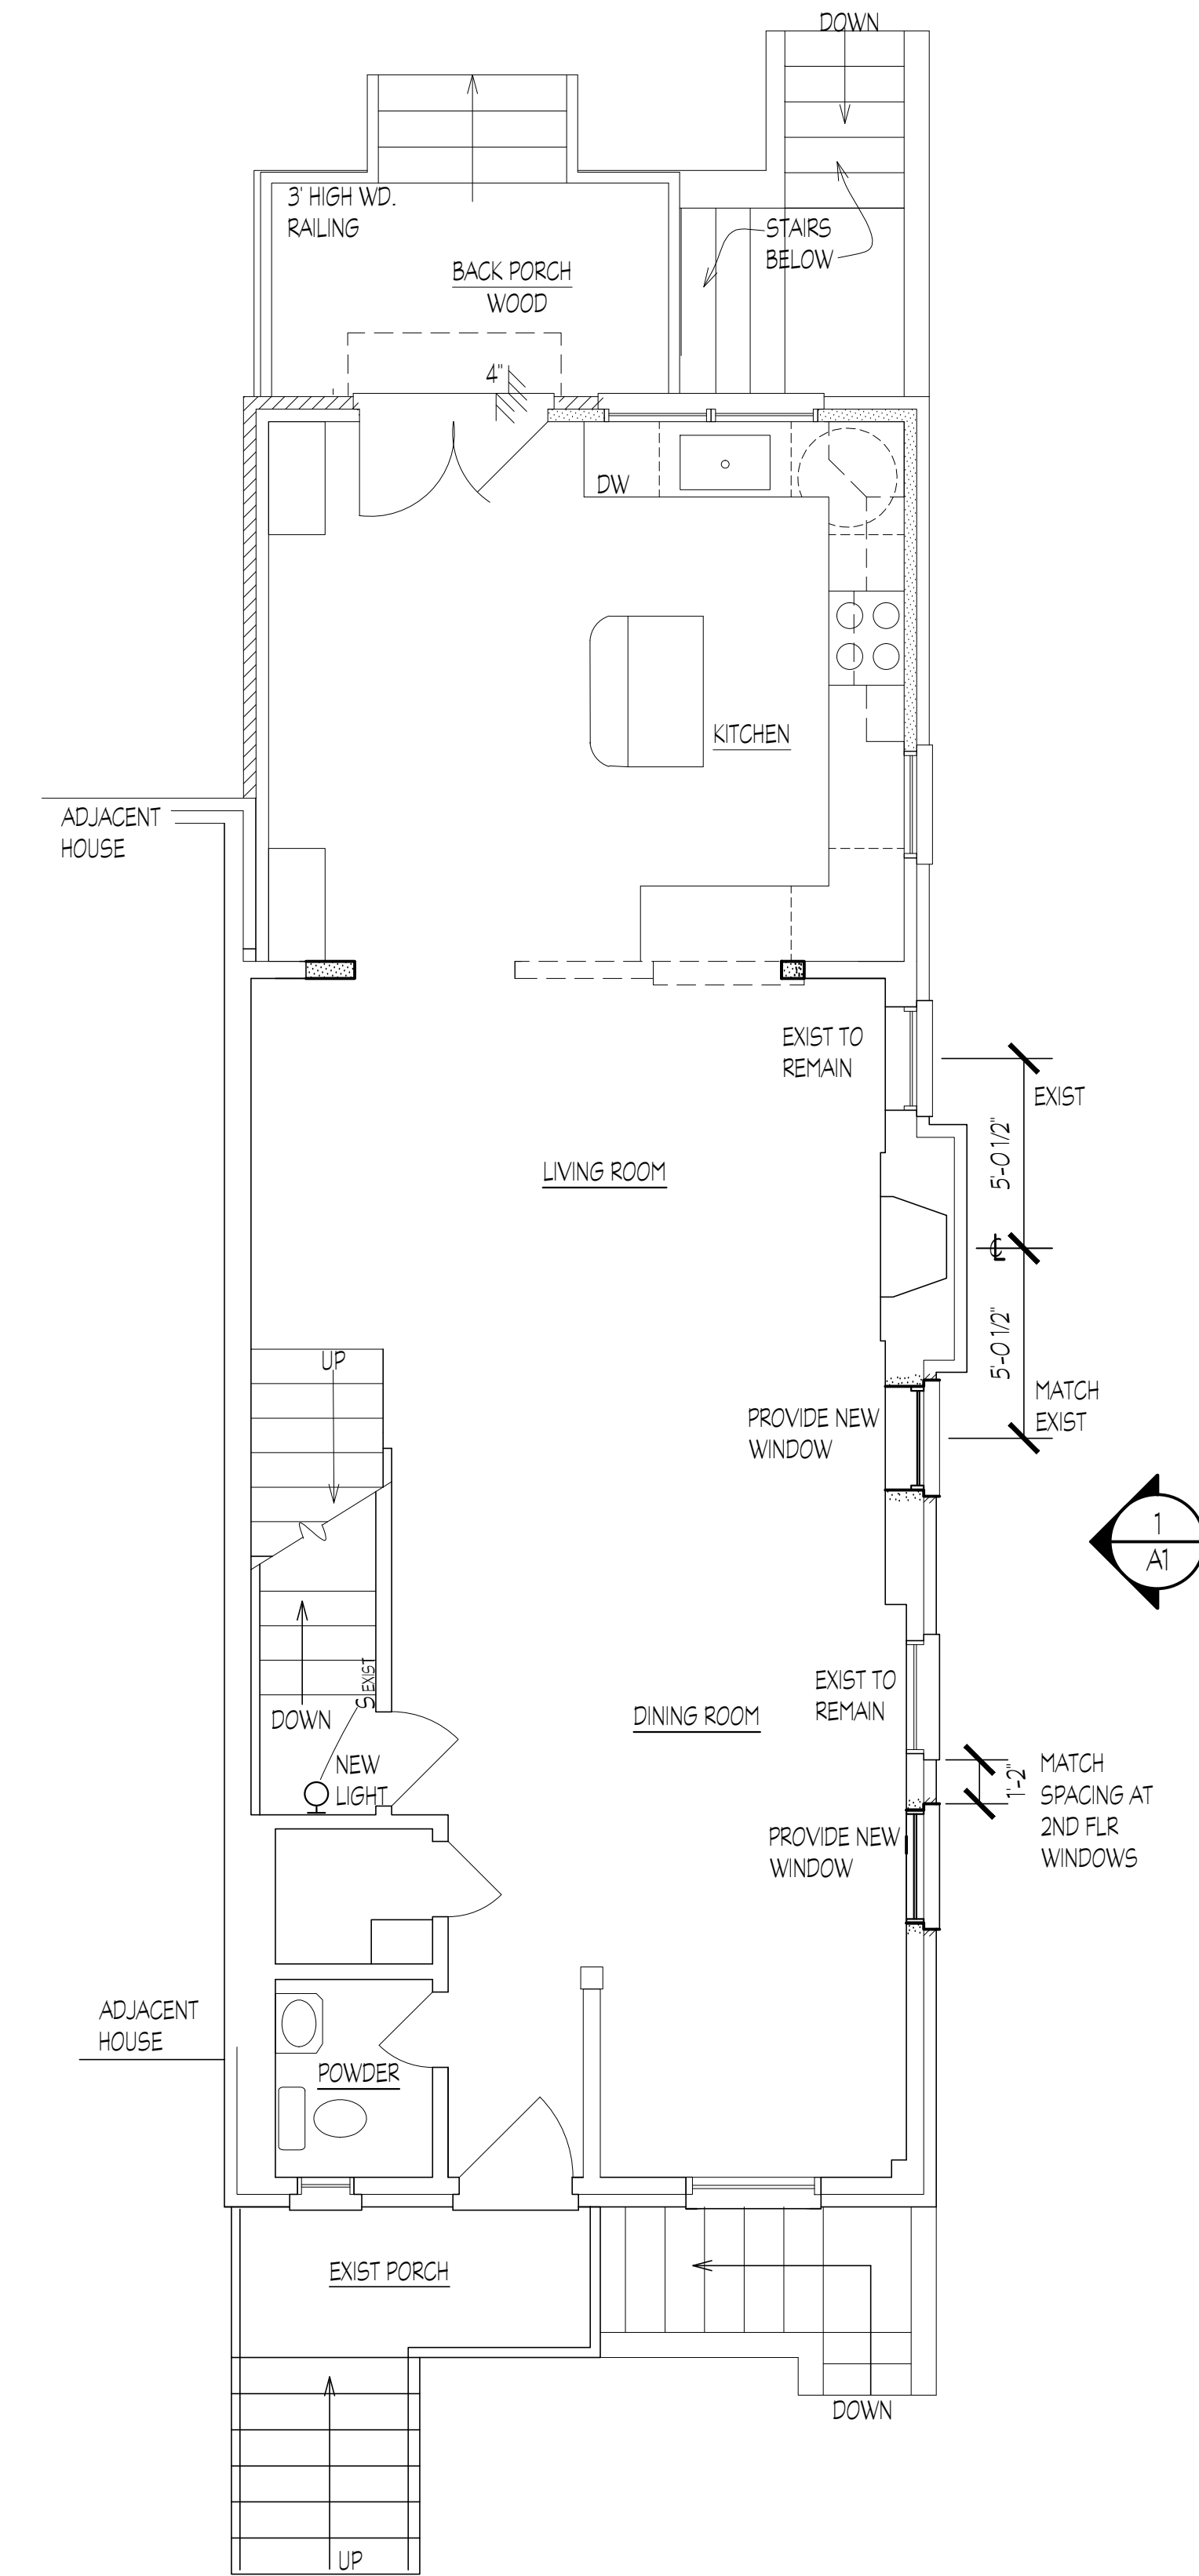 DOWN
3' HIGH WD.
RAILING
STAIRS
BELOW
BACK PORCH
WOOD
4"
DW
KITCHEN
ADJACENT
HOUSE
EXIST TO
REMAIN
EXIST
5'-0 1/2"
LIVING ROOM
℄
5'-0 1/2"
UP
MATCH
EXIST
PROVIDE NEW
WINDOW
1
A1
S EXIST
EXIST TO
REMAIN
DOWN
DINING ROOM
NEW
LIGHT
1'-2"
MATCH
SPACING AT
2ND FLR
WINDOWS
PROVIDE NEW
WINDOW
ADJACENT
HOUSE
POWDER
EXIST PORCH
DOWN
UP